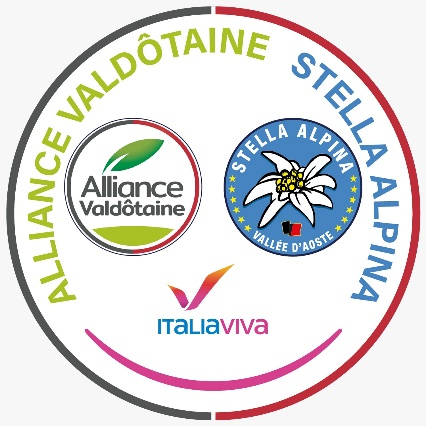 ALLIANCE VALDÔTAINE
STELLA ALPINA
Alliance
Valdôtaine
STELLA ALPINA
VALLÉE D'AOSTE
ITALIAVIVA